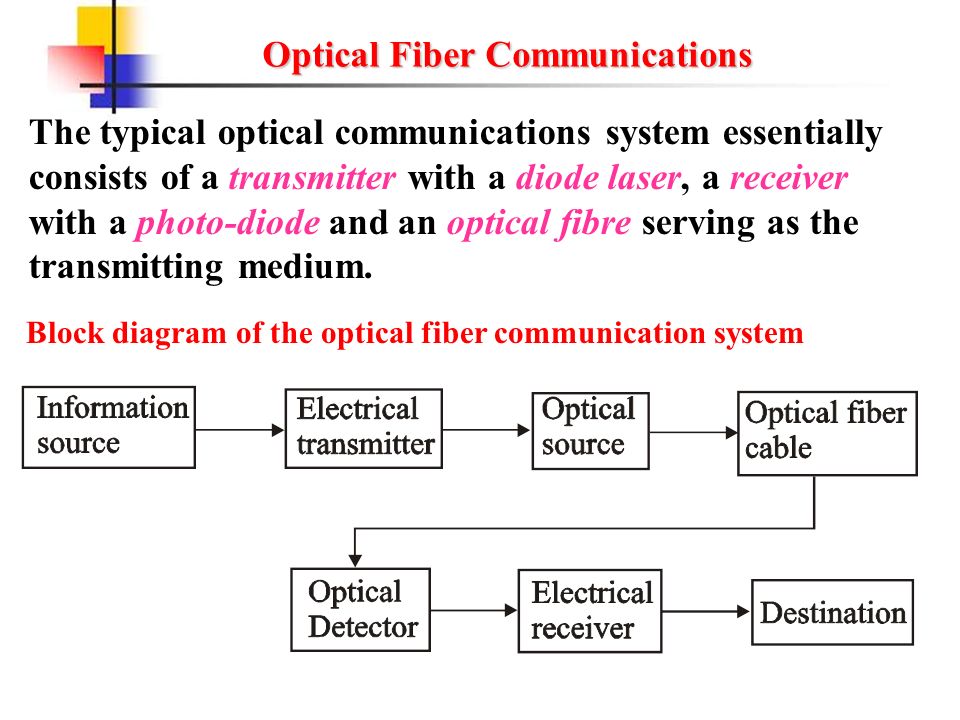 Optical Fiber Communications
The typical optical communications system essentially
consists of a transmitter with a diode laser, a receiver
with a photo-diode and an optical fibre serving as the
transmitting medium.
Block diagram of the optical fiber communication system
Information
source
Electrical
transmitter
Optical
source
Optical fiber
cable
Optical
Detector
Electrical
receiver
Destination